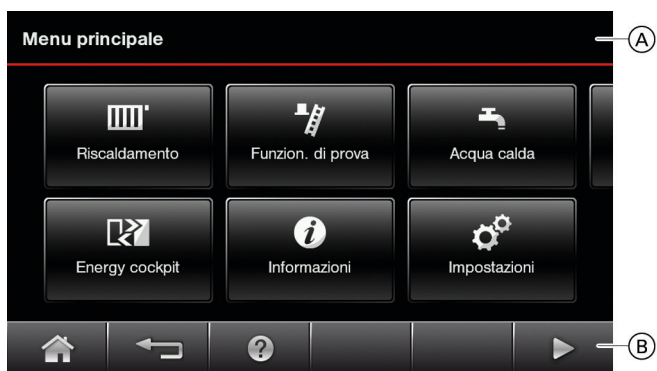 Menu principale
A
Riscaldamento
Funzion. di prova
Acqua calda
Energy cockpit
Informazioni
Impostazioni
?
B